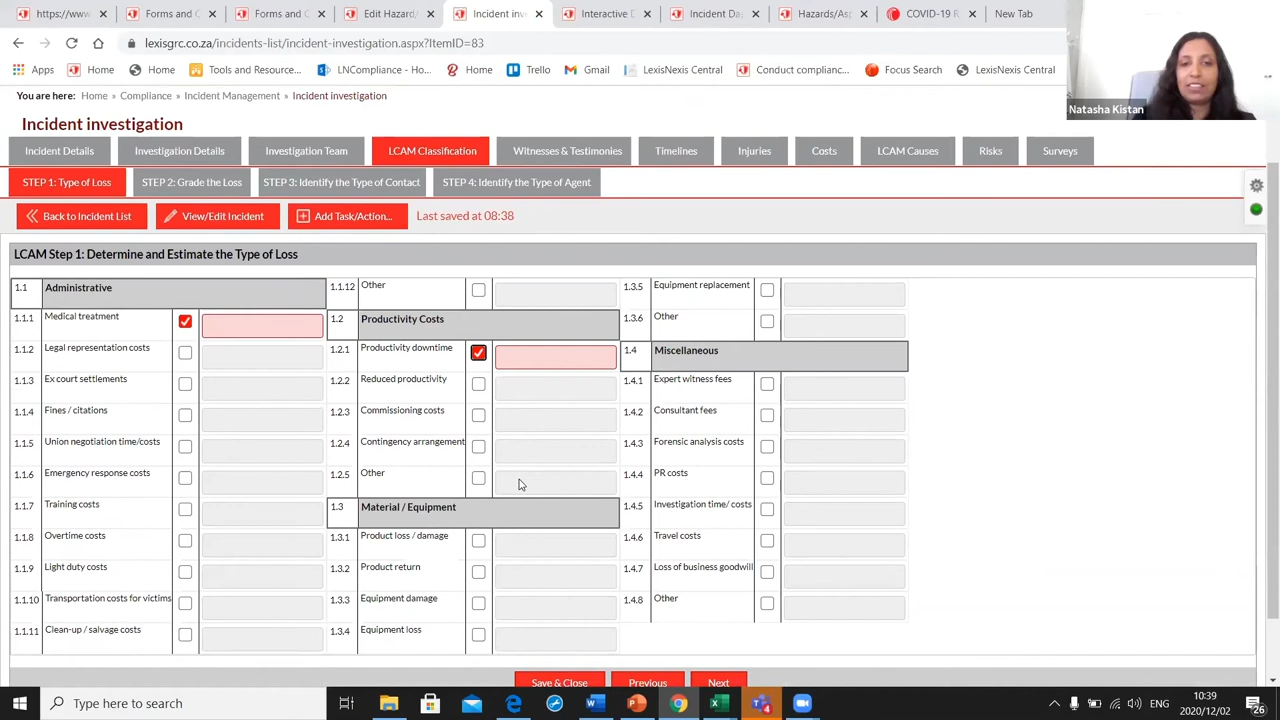 https://www
Forms and C
Forms and C
Edit Hazard/
Incident inv
Interactive D
Incident Da
Hazards/Asp
COVID-19 R
New Tab
lexisgrc.co.za/incidents-list/incident-investigation.aspx?ItemID=83
Apps Home Home Tools and Resource... LNCompliance - Ho... Home Trello Gmail LexisNexis Central Conduct complianc... Focus Search LexisNexis Central
Natasha Kistan
You are here: Home » Compliance » Incident Management » Incident investigation
Incident investigation
Incident Details Investigation Details Investigation Team LCAM Classification Witnesses & Testimonies Timelines Injuries Costs LCAM Causes Risks Surveys
STEP 1: Type of Loss STEP 2: Grade the Loss STEP 3: Identify the Type of Contact STEP 4: Identify the Type of Agent
Back to Incident List View/Edit Incident Add Task/Action... Last saved at 08:38
LCAM Step 1: Determine and Estimate the Type of Loss
1.1 Administrative
1.1.1 Medical treatment
1.1.2 Legal representation costs
1.1.3 Ex court settlements
1.1.4 Fines / citations
1.1.5 Union negotiation time/costs
1.1.6 Emergency response costs
1.1.7 Training costs
1.1.8 Overtime costs
1.1.9 Light duty costs
1.1.10 Transportation costs for victims
1.1.11 Clean-up / salvage costs
1.1.12 Other
1.2 Productivity Costs
1.2.1 Productivity downtime
1.2.2 Reduced productivity
1.2.3 Commissioning costs
1.2.4 Contingency arrangement
1.2.5 Other
1.3 Material / Equipment
1.3.1 Product loss / damage
1.3.2 Product return
1.3.3 Equipment damage
1.3.4 Equipment loss
1.3.5 Equipment replacement
1.3.6 Other
1.4 Miscellaneous
1.4.1 Expert witness fees
1.4.2 Consultant fees
1.4.3 Forensic analysis costs
1.4.4 PR costs
1.4.5 Investigation time/ costs
1.4.6 Travel costs
1.4.7 Loss of business goodwill
1.4.8 Other
Save & Close Previous Next
Type here to search
ENG
10:39
2020/12/02
26